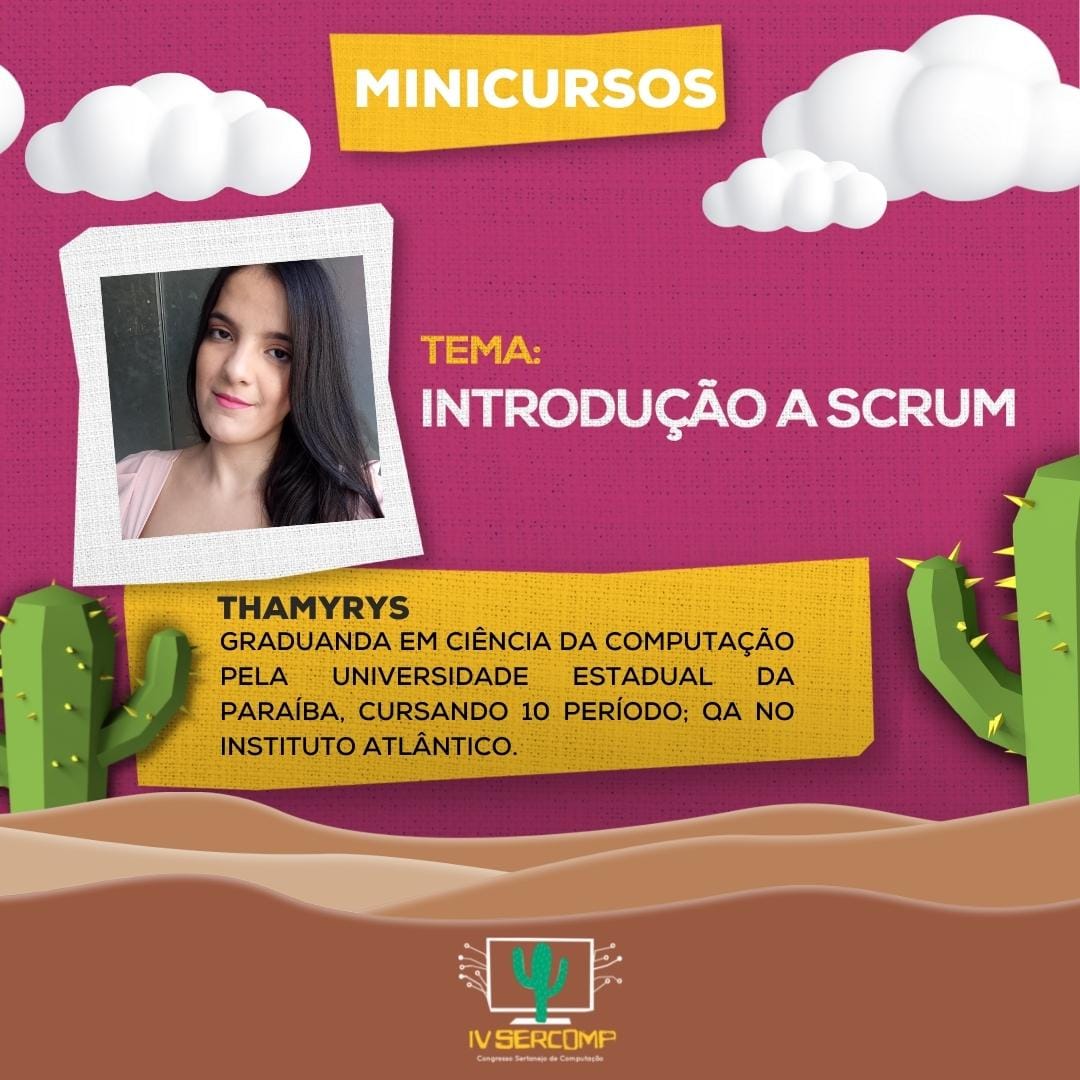 MINICURSOS
TEMA:
INTRODUÇÃO A SCRUM
THAMYRYS
GRADUANDA EM CIÊNCIA DA COMPUTAÇÃO
PELA UNIVERSIDADE ESTADUAL DA
PARAÍBA, CURSANDO 10 PERÍODO; QA NO
INSTITUTO ATLÂNTICO.
IV SERCOMP
Congresso Sertanejo de Computação